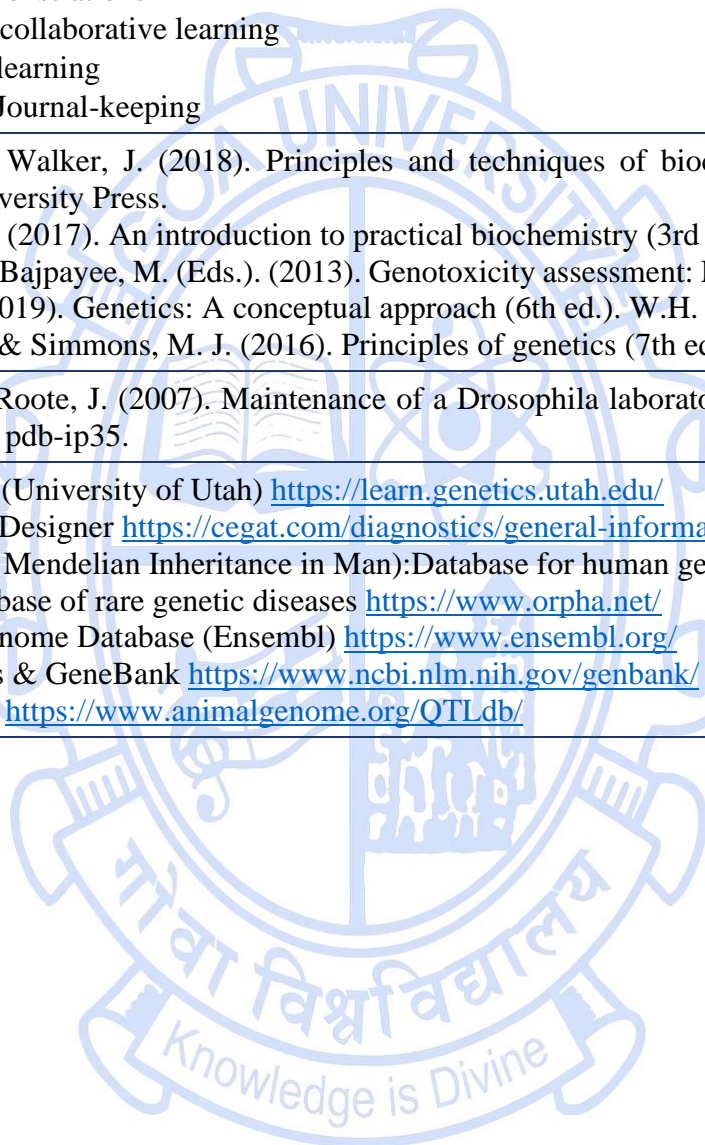 collaborative learning
learning
Journal-keeping
Walker, J. (2018). Principles and techniques of bioc
versity Press.
(2017). An introduction to practical biochemistry (3rd
Bajpayee, M. (Eds.). (2013). Genotoxicity assessment: 
019). Genetics: A conceptual approach (6th ed.). W.H.
& Simmons, M. J. (2016). Principles of genetics (7th ed
Roote, J. (2007). Maintenance of a Drosophila laborato
pdb-ip35.
(University of Utah) https://learn.genetics.utah.edu/
Designer https://cegat.com/diagnostics/general-informa
Mendelian Inheritance in Man):Database for human ge
base of rare genetic diseases https://www.orpha.net/
nome Database (Ensembl) https://www.ensembl.org/
s & GeneBank https://www.ncbi.nlm.nih.gov/genbank/
https://www.animalgenome.org/QTLdb/
GOA UNIVERSITY
गोंवा विश्वविद्यालय
Knowledge is Divine